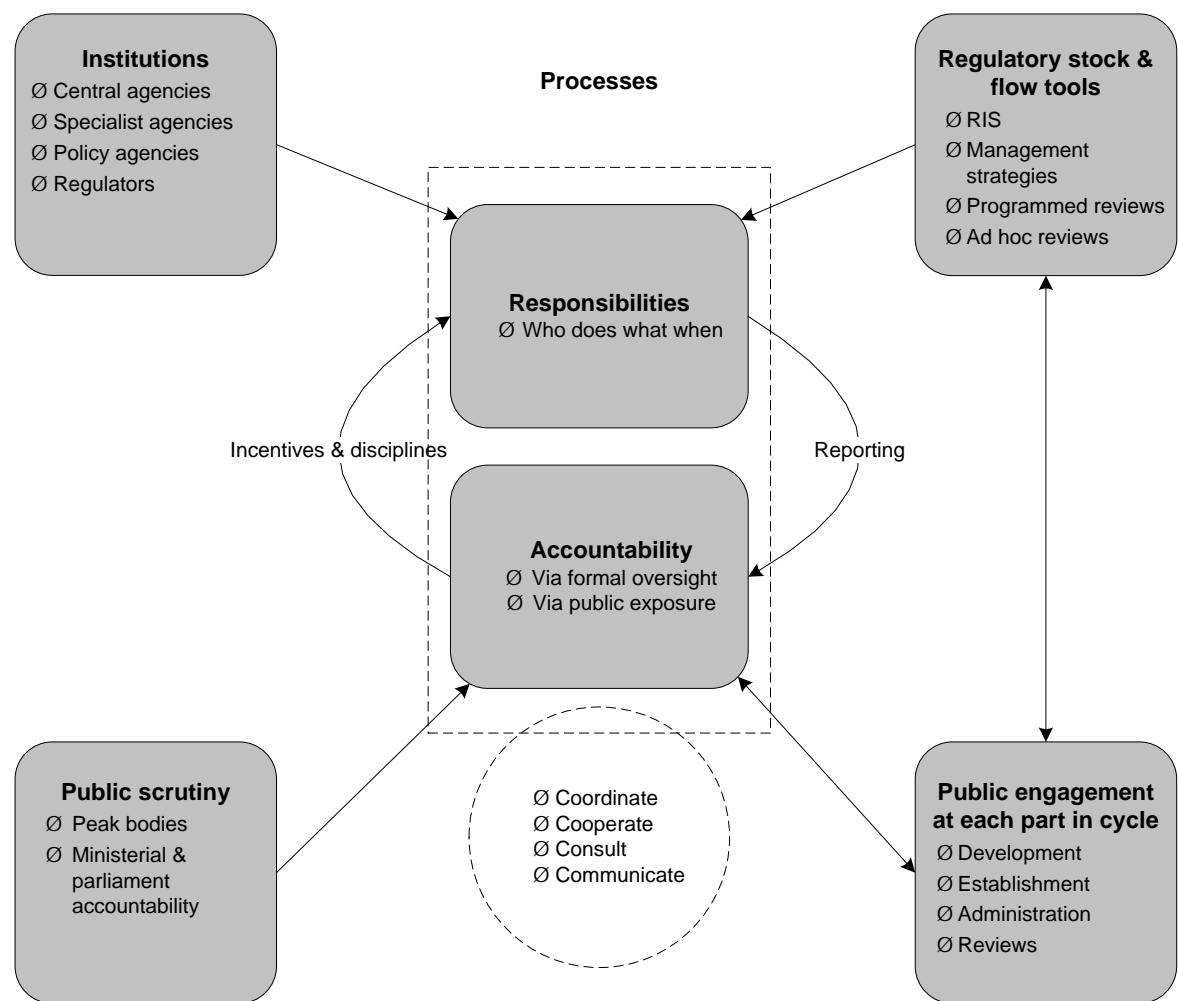 Institutions
Ø Central agencies
Ø Specialist agencies
Ø Policy agencies
Ø Regulators
Processes
Regulatory stock &
flow tools
Ø RIS
Ø Management
strategies
Ø Programmed reviews
Ø Ad hoc reviews
Responsibilities
Ø Who does what when
Incentives & disciplines
Reporting
Accountability
Ø Via formal oversight
Ø Via public exposure
Public scrutiny
Ø Peak bodies
Ø Ministerial &
parliament
accountability
Ø Coordinate
Ø Cooperate
Ø Consult
Ø Communicate
Public engagement
at each part in cycle
Ø Development
Ø Establishment
Ø Administration
Ø Reviews